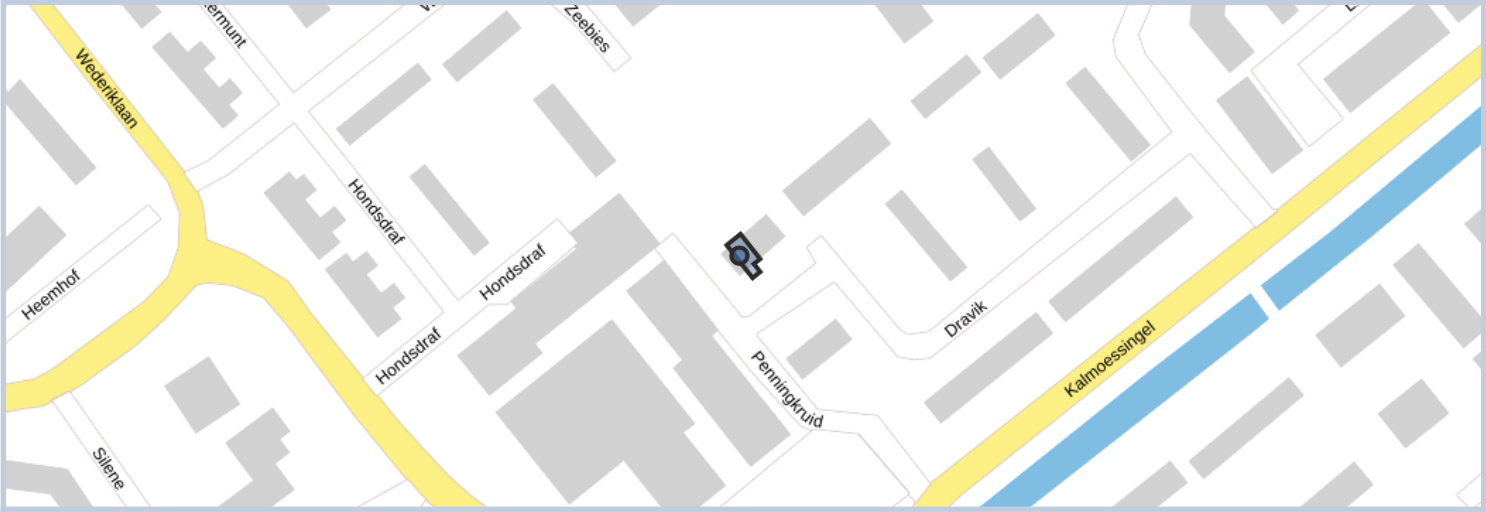 Zeebies
Wederiklaan
Hondsdraf
Hondsdraf
Heemhof
Dravik
Hondsdraf
Kalmoessingel
Penningkruid
Silene